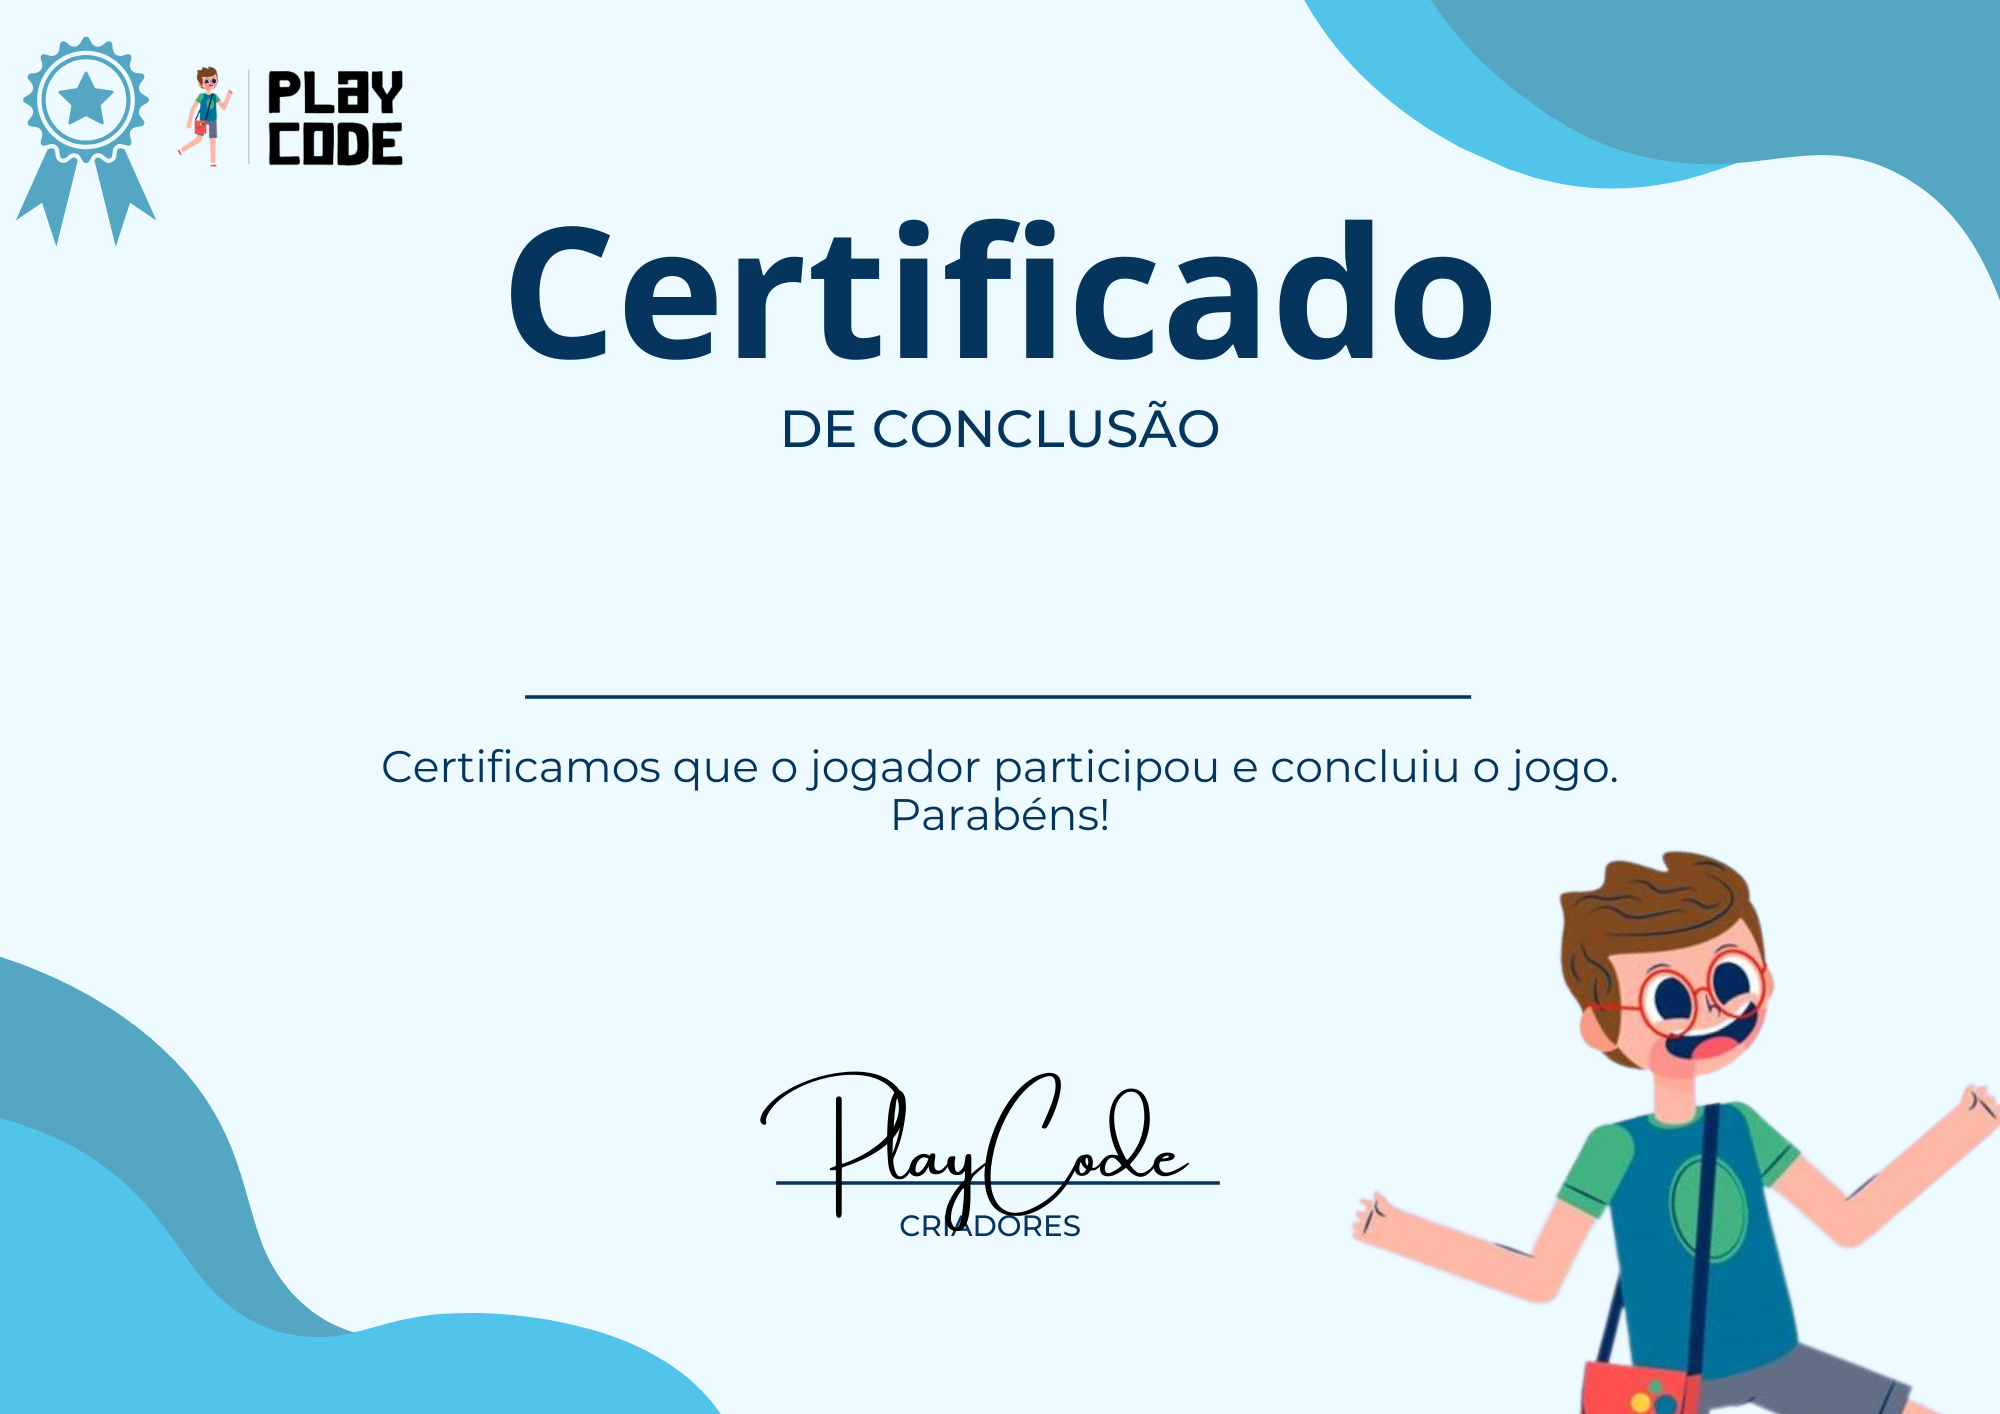 PLAY
CODE
Certificado
DE CONCLUSÃO
Certificamos que o jogador participou e concluiu o jogo.
Parabéns!
PlayCode
CRIADORES